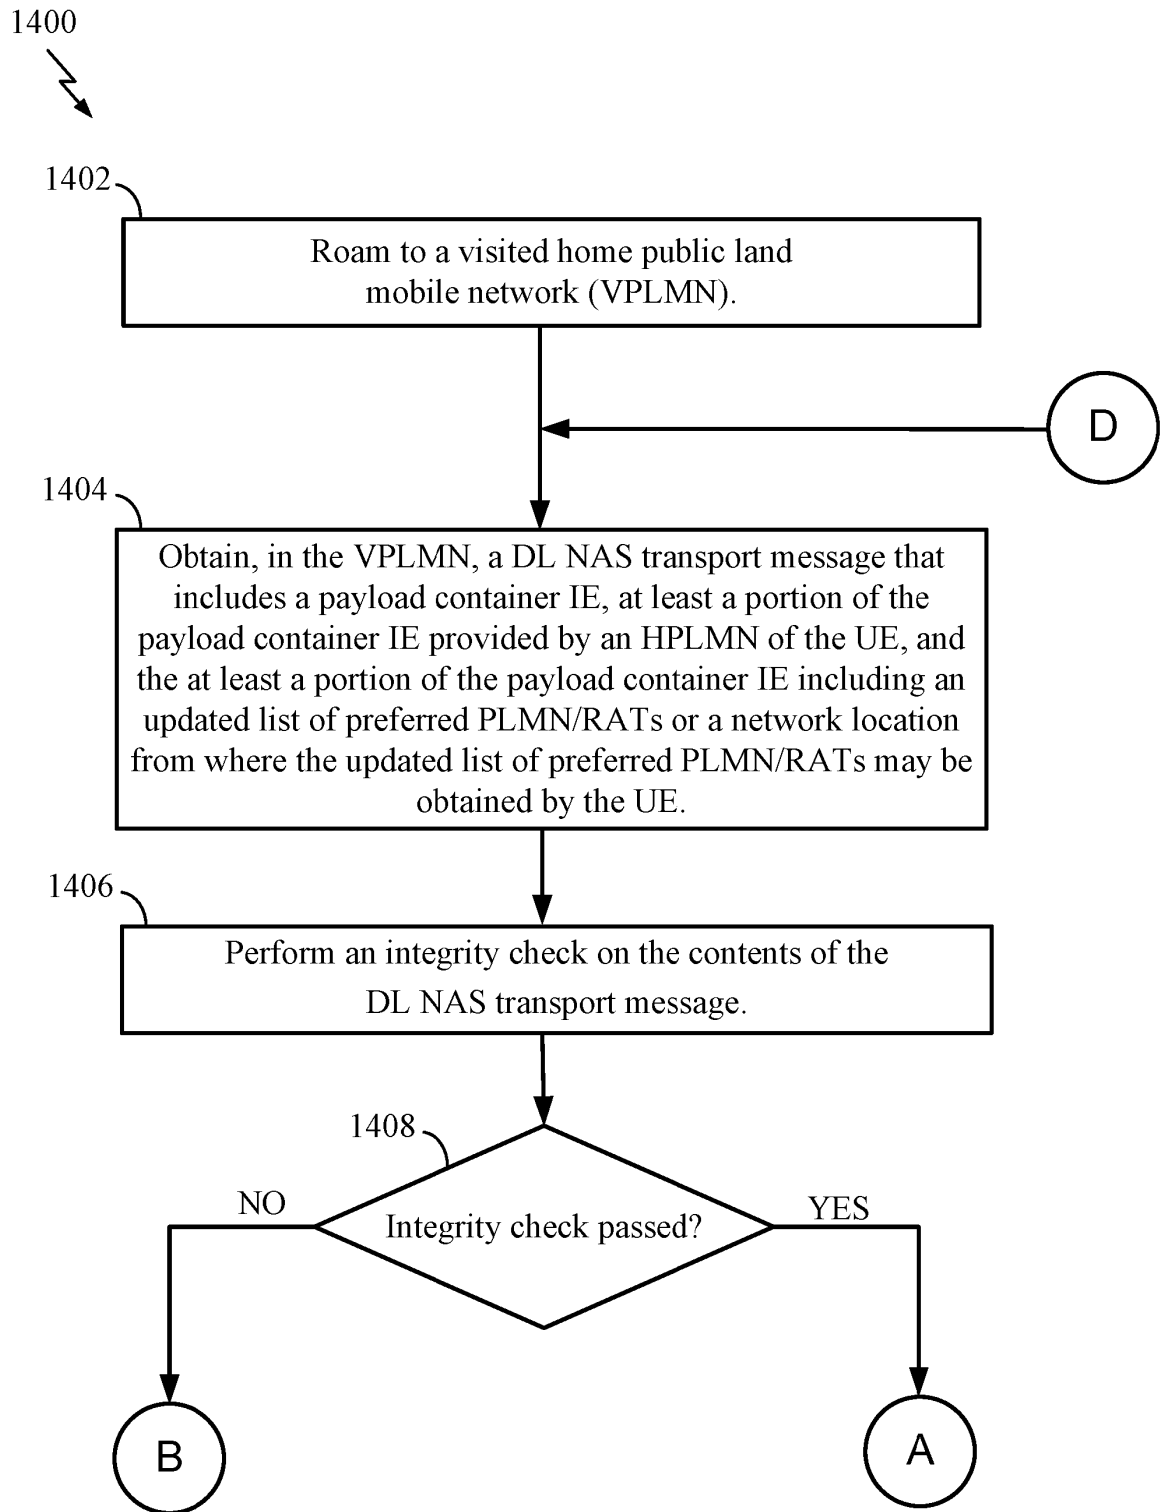 1400
1402
Roam to a visited home public land
mobile network (VPLMN).
D
1404
Obtain, in the VPLMN, a DL NAS transport message that
includes a payload container IE, at least a portion of the
payload container IE provided by an HPLMN of the UE, and
the at least a portion of the payload container IE including an
updated list of preferred PLMN/RATs or a network location
from where the updated list of preferred PLMN/RATs may be
obtained by the UE.
1406
Perform an integrity check on the contents of the
DL NAS transport message.
1408
NO
YES
Integrity check passed?
B
A